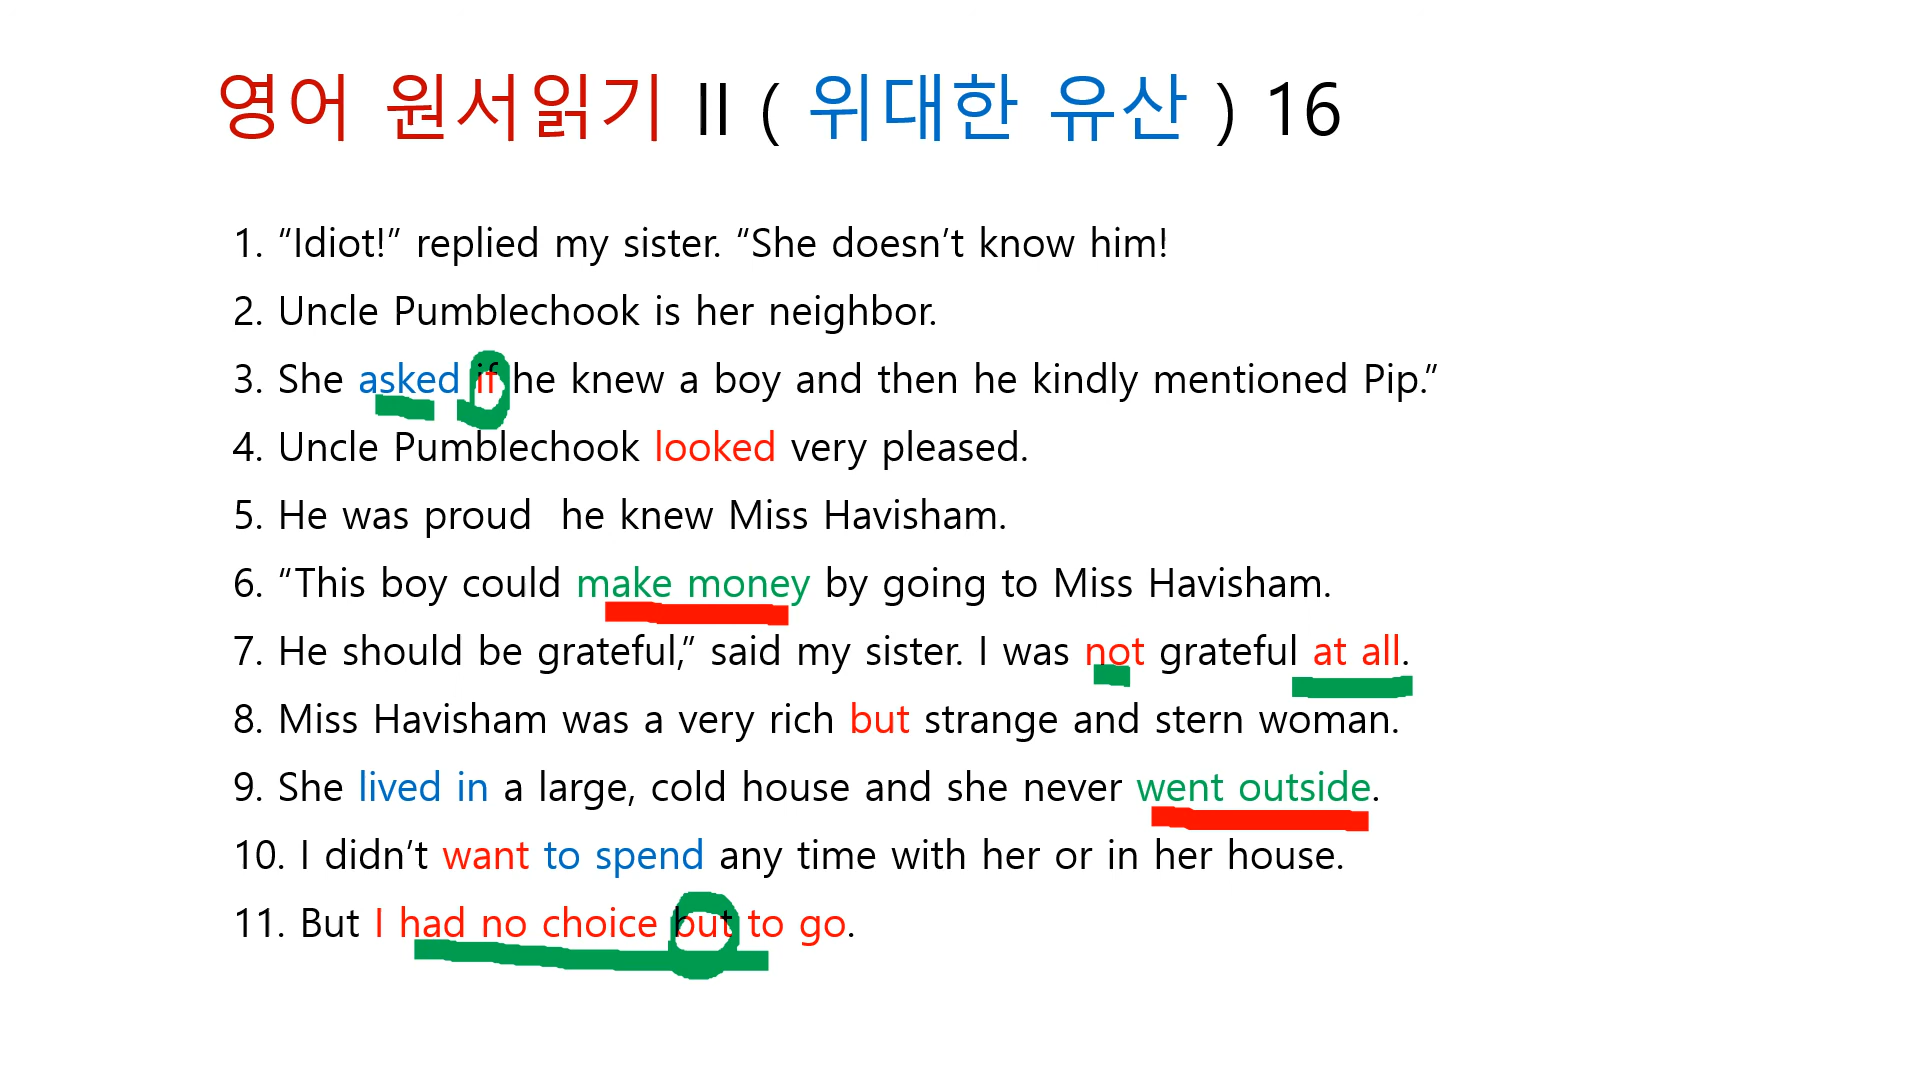 영어 원서읽기 II ( 위대한 유산 ) 16
1. “Idiot!” replied my sister. “She doesn’t know him!
2. Uncle Pumblechook is her neighbor.
3. She asked if he knew a boy and then he kindly mentioned Pip.”
4. Uncle Pumblechook looked very pleased.
5. He was proud  he knew Miss Havisham.
6. “This boy could make money by going to Miss Havisham.
7. He should be grateful,” said my sister. I was not grateful at all.
8. Miss Havisham was a very rich but strange and stern woman.
9. She lived in a large, cold house and she never went outside.
10. I didn’t want to spend any time with her or in her house.
11. But I had no choice but to go.